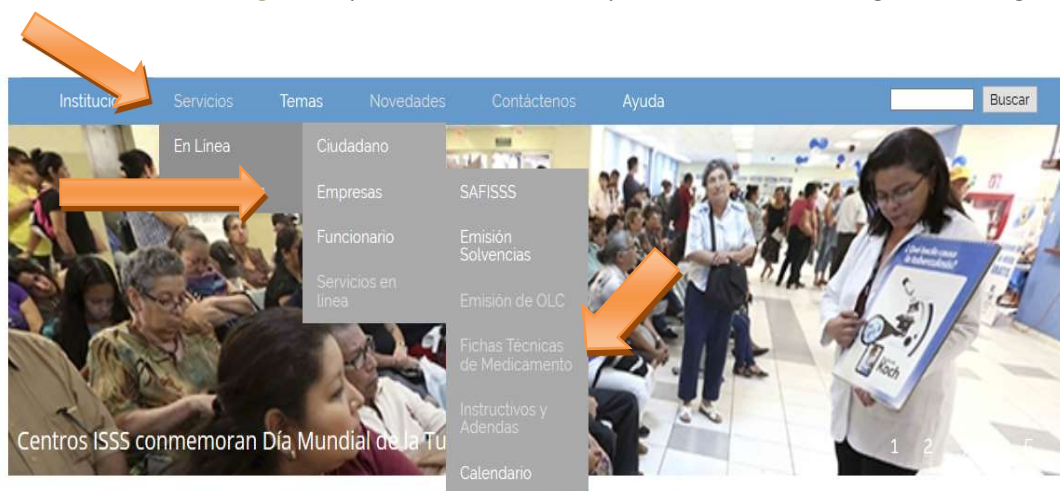 Servicios
Temas
Novedades
Contáctenos
Ayuda
Buscar
En Línea
Ciudadano
Empresas
Funcionario
Servicios en
línea
SAFISSS
Emisión
Solvencias
Emisión de OLC
Fichas Técnicas
de Medicamento
Instructivos y
Adendas
Calendario
Koch
Centros ISSS conmemoran Día Mundial de la Tu
1 2 5